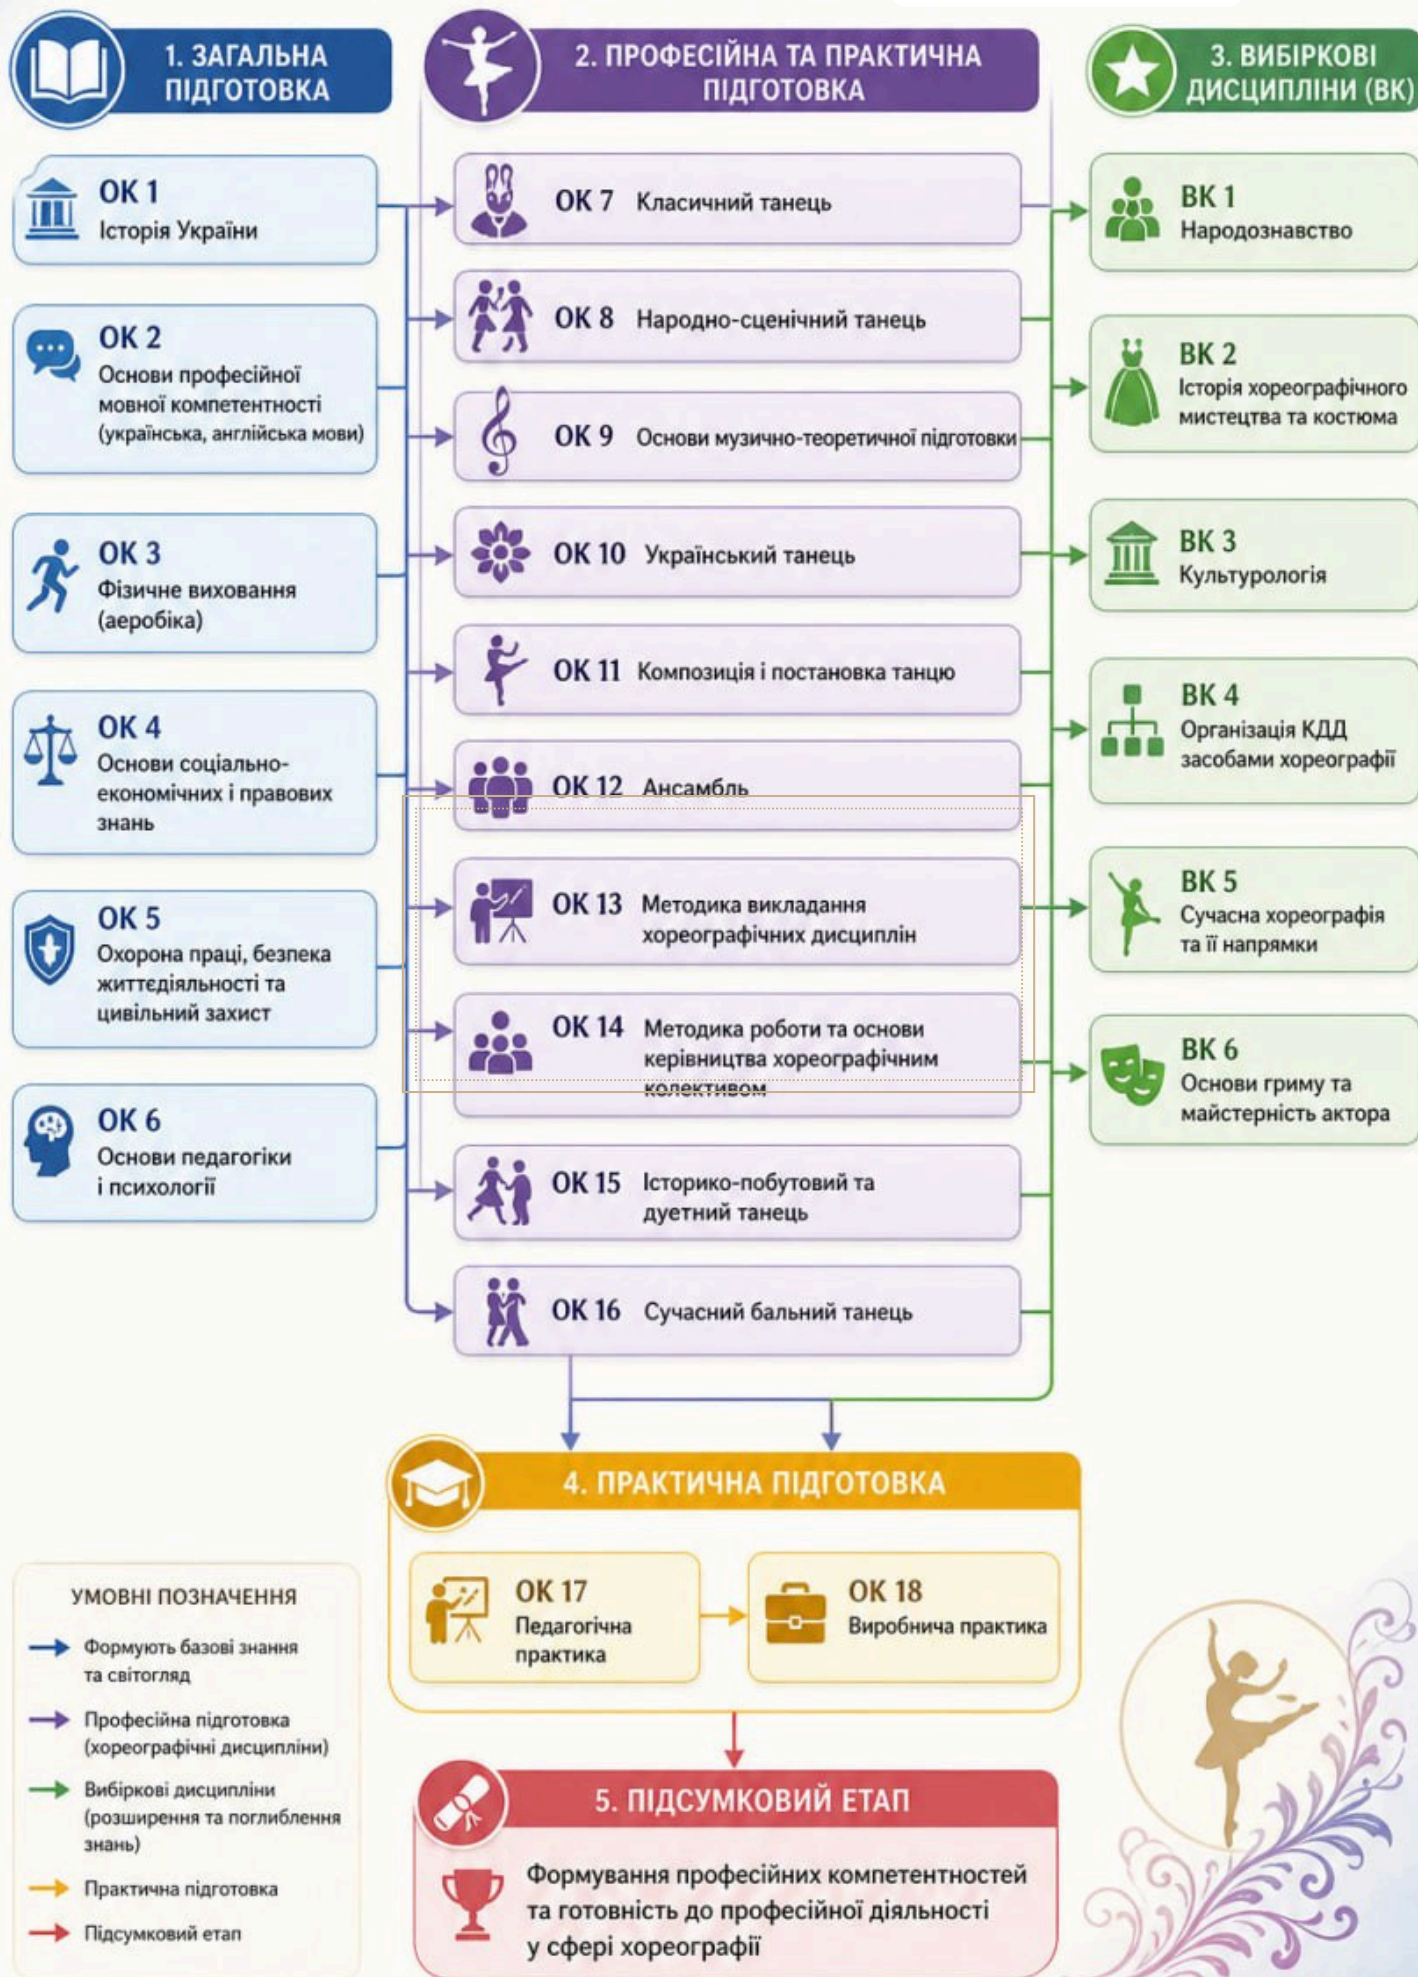 1. ЗАГАЛЬНА
ПІДГОТОВКА
ОК 1
Історія України
ОК 2
Основи професійної
мовної компетентності
(українська, англійська мови)
ОК 3
Фізичне виховання
(аеробіка)
ОК 4
Основи соціально-
економічних і правових
знань
ОК 5
Охорона праці, безпека
життєдіяльності та
цивільний захист
ОК 6
Основи педагогіки
і психології
2. ПРОФЕСІЙНА ТА ПРАКТИЧНА
ПІДГОТОВКА
ОК 7 Класичний танець
ОК 8 Народно-сценічний танець
ОК 9 Основи музично-теоретичної підготовки
ОК 10 Український танець
ОК 11 Композиція і постановка танцю
ОК 12 Ансамбль
ОК 13 Методика викладання
хореографічних дисциплін
ОК 14 Методика роботи та основи
керівництва хореографічним
колективом
ОК 15 Історико-побутовий та
дуетний танець
ОК 16 Сучасний бальний танець
3. ВИБІРКОВІ
ДИСЦИПЛІНИ (ВК)
ВК 1
Народознавство
ВК 2
Історія хореографічного
мистецтва та костюма
ВК 3
Культурологія
ВК 4
Організація КДД
засобами хореографії
ВК 5
Сучасна хореографія
та її напрямки
ВК 6
Основи гриму та
майстерність актора
4. ПРАКТИЧНА ПІДГОТОВКА
ОК 17
Педагогічна
практика
ОК 18
Виробнича практика
5. ПІДСУМКОВИЙ ЕТАП
Формування професійних компетентностей
та готовність до професійної діяльності
у сфері хореографії
УМОВНІ ПОЗНАЧЕННЯ
Формують базові знання
та світогляд
Професійна підготовка
(хореографічні дисципліни)
Вибіркові дисципліни
(розширення та поглиблення
знань)
Практична підготовка
Підсумковий етап